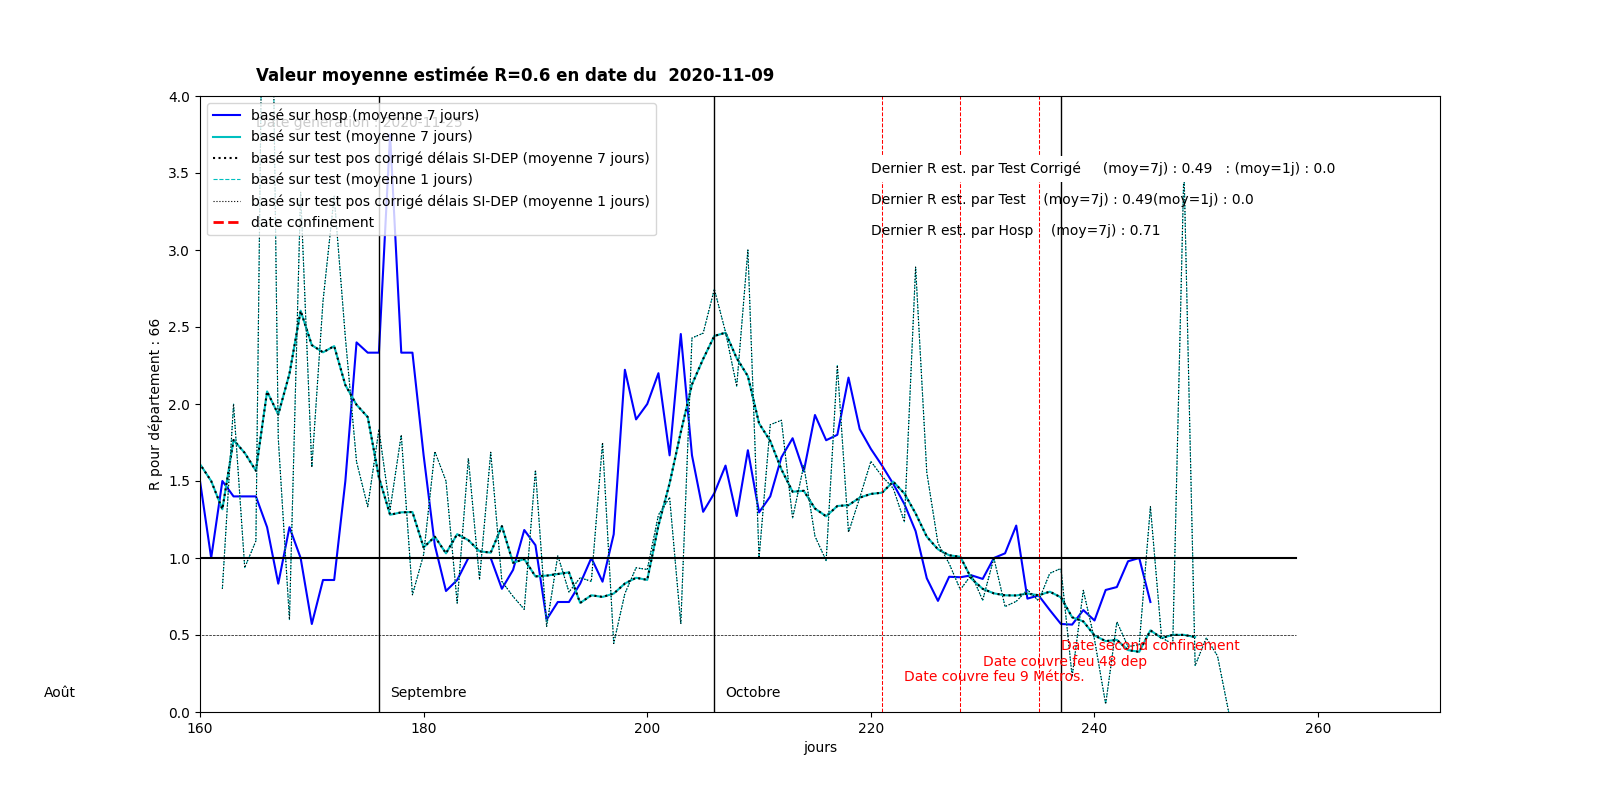 Valeur moyenne estimée R=0.6 en date du  2020-11-09
basé sur hosp (moyenne 7 jours)
basé sur test (moyenne 7 jours)
basé sur test pos corrigé délais SI-DEP (moyenne 7 jours)
basé sur test (moyenne 1 jours)
basé sur test pos corrigé délais SI-DEP (moyenne 1 jours)
date confinement
Dernier R est. par Test Corrigé     (moy=7j) : 0.49   : (moy=1j) : 0.0
Dernier R est. par Test    (moy=7j) : 0.49(moy=1j) : 0.0
Dernier R est. par Hosp    (moy=7j) : 0.71
4.0
3.5
3.0
2.5
2.0
1.5
1.0
0.5
0.0
R pour département : 66
Date second confinement
Date couvre feu 48 dep
Date couvre feu 9 Métros.
Août
Septembre
Octobre
160
180
200
220
240
260
jours